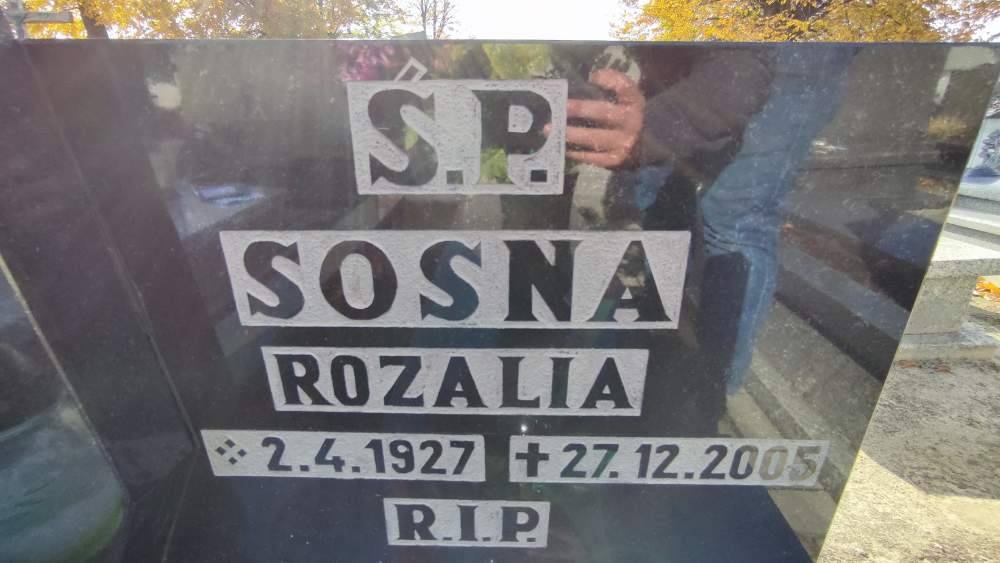 Ś.P.
SOSNA
ROZALIA
2.4.1927 ✝27.12.2005
R.I.P.